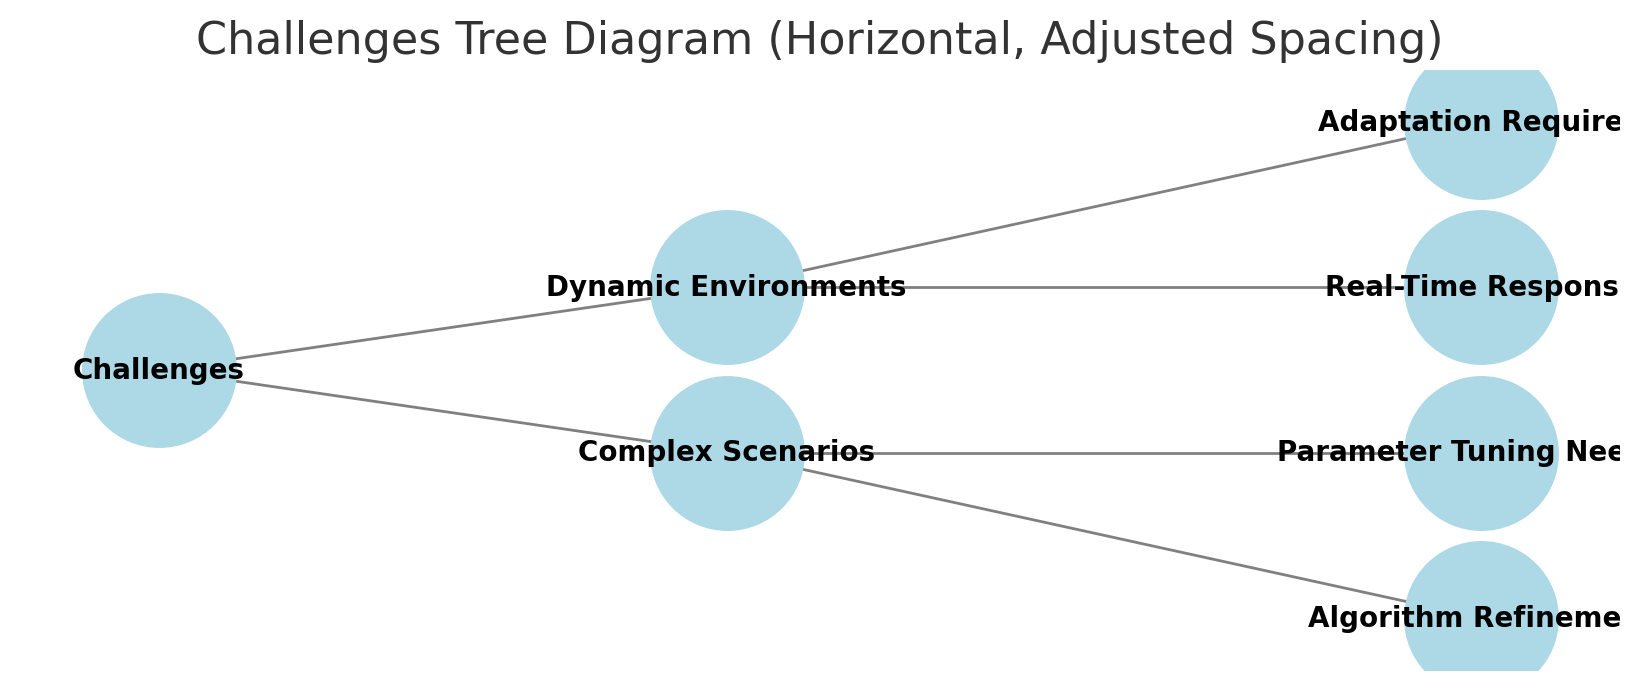 Challenges Tree Diagram (Horizontal, Adjusted Spacing)
Adaptation Require
Dynamic Environments
Real-Time Respons
Challenges
Complex Scenarios
Parameter Tuning Nee
Algorithm Refineme